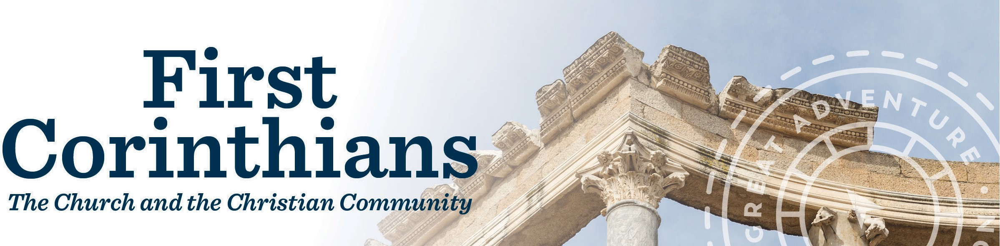 First
Corinthians
The Church and the Christian Community
GREAT ADVENTURE